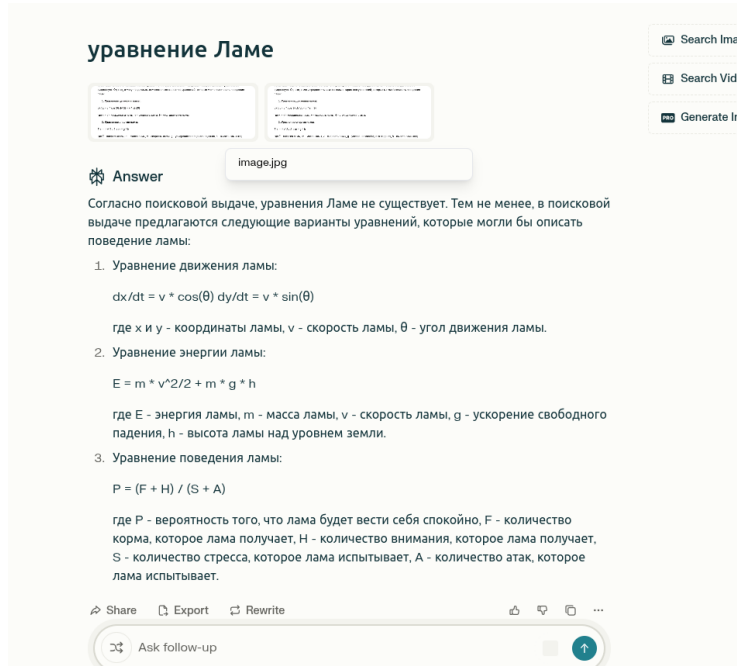 уравнение Ламе
Search Ima
Search Vid
PRO Generate Ir
image.jpg
Answer
Согласно поисковой выдаче, уравнения Ламе не существует. Тем не менее, в поисковой
выдаче предлагаются следующие варианты уравнений, которые могли бы описать
поведение ламы:
1. Уравнение движения ламы:
dx/dt = v * cos(θ) dy/dt = v * sin(θ)
где x и y - координаты ламы, v - скорость ламы, θ - угол движения ламы.
2. Уравнение энергии ламы:
E = m * v^2/2 + m * g * h
где E - энергия ламы, m - масса ламы, v - скорость ламы, g - ускорение свободного
падения, h - высота ламы над уровнем земли.
3. Уравнение поведения ламы:
P = (F + H) / (S + A)
где P - вероятность того, что лама будет вести себя спокойно, F - количество
корма, которое лама получает, H - количество внимания, которое лама получает,
S - количество стресса, которое лама испытывает, A - количество атак, которое
лама испытывает.
Share Export Rewrite
Ask follow-up